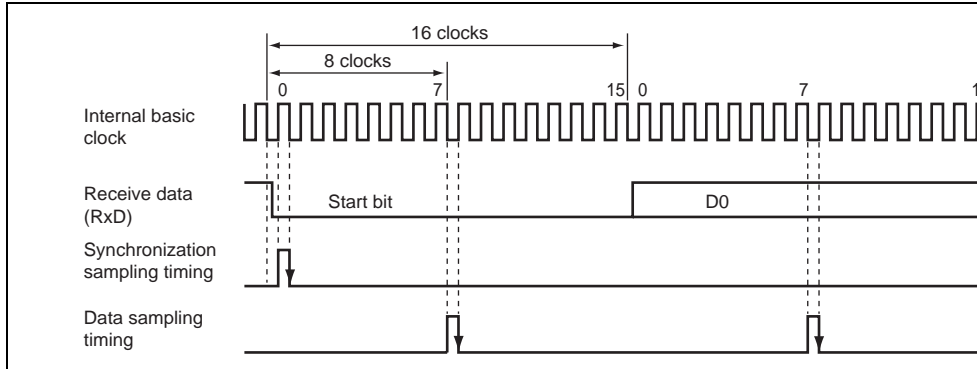 16 clocks
8 clocks
0 7 15 0 7 1
Internal basic
clock
Receive data
(RxD)
Start bit D0
Synchronization
sampling timing
Data sampling
timing